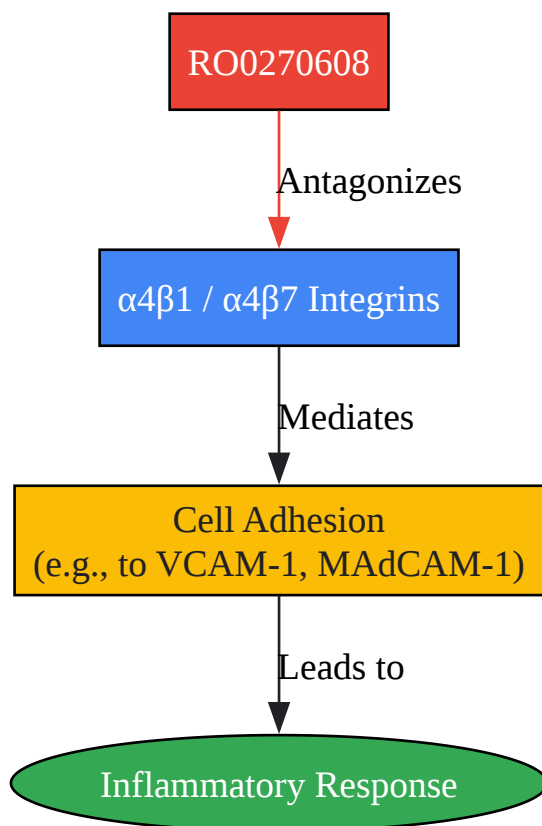 RO0270608
Antagonizes
α4β1 / α4β7 Integrins
Mediates
Cell Adhesion
(e.g., to VCAM-1, MAdCAM-1)
Leads to
Inflammatory Response